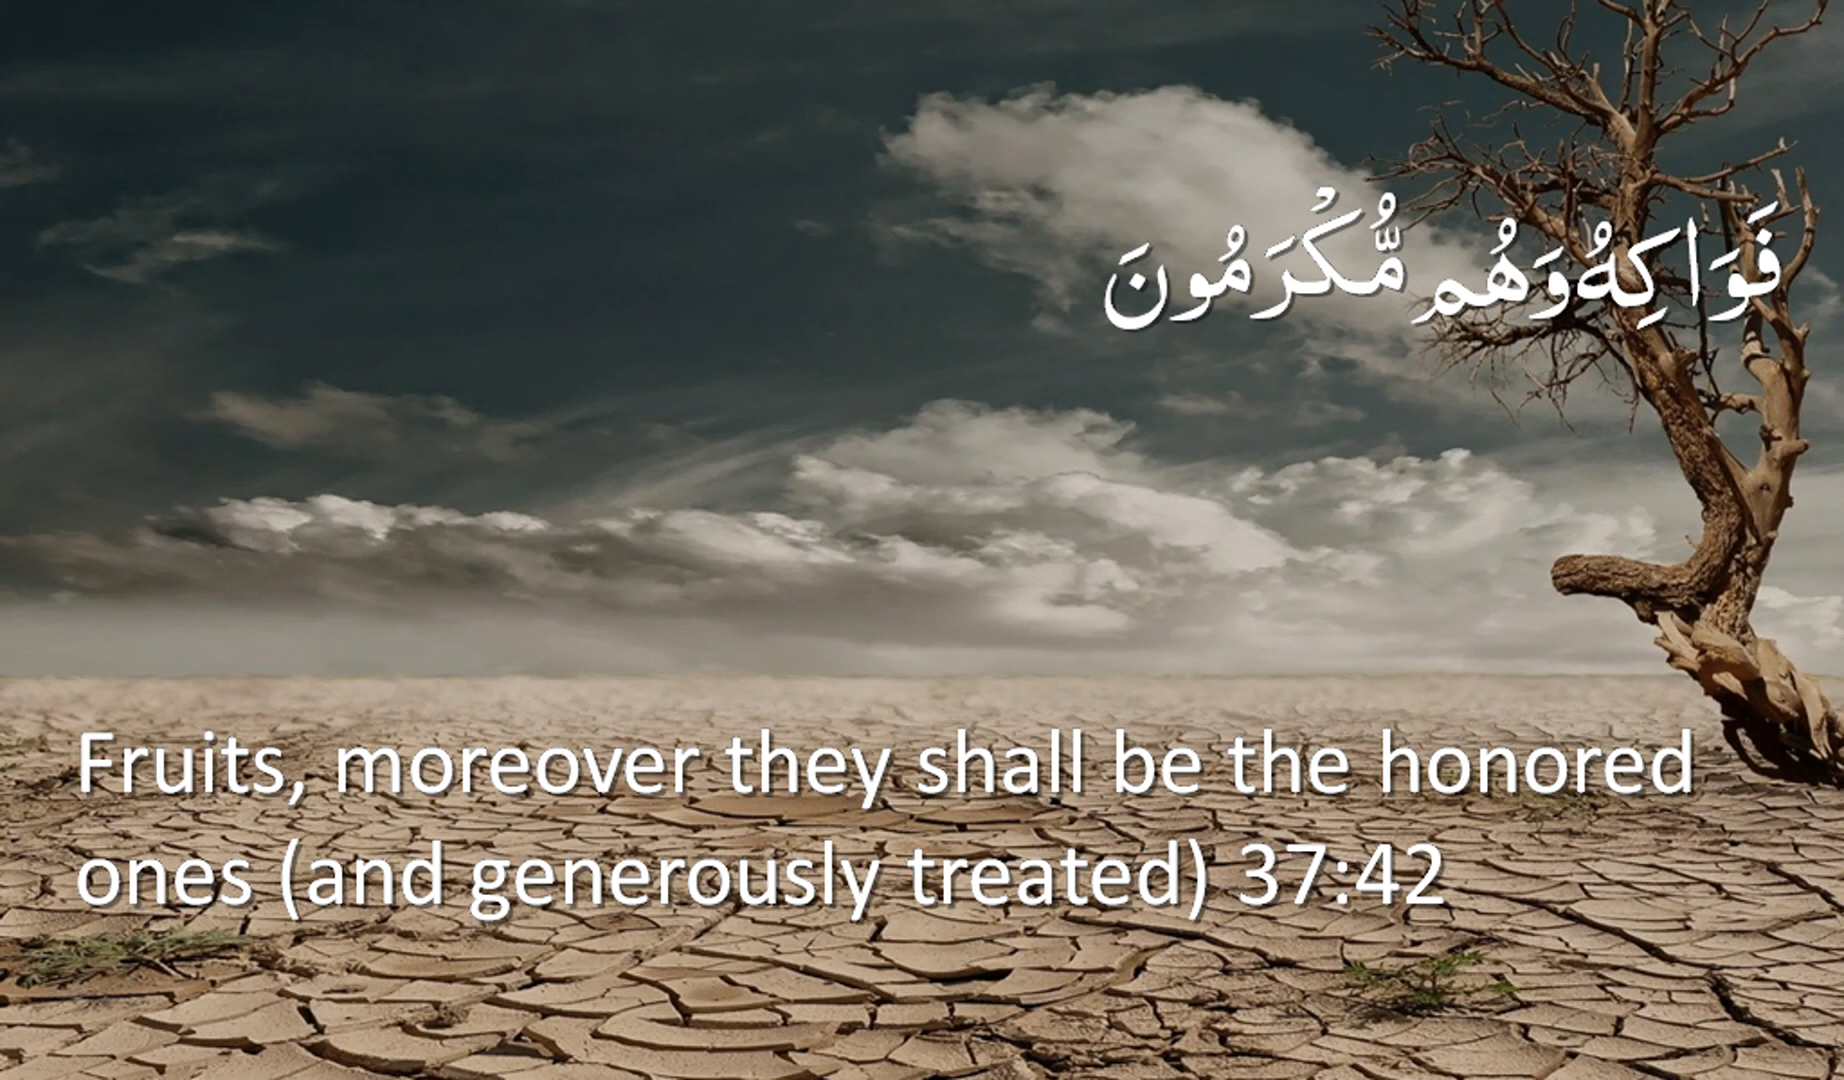 فَوَاكِهُ وَهُم مُّكْرَمُونَ
Fruits, moreover they shall be the honored
ones (and generously treated) 37:42